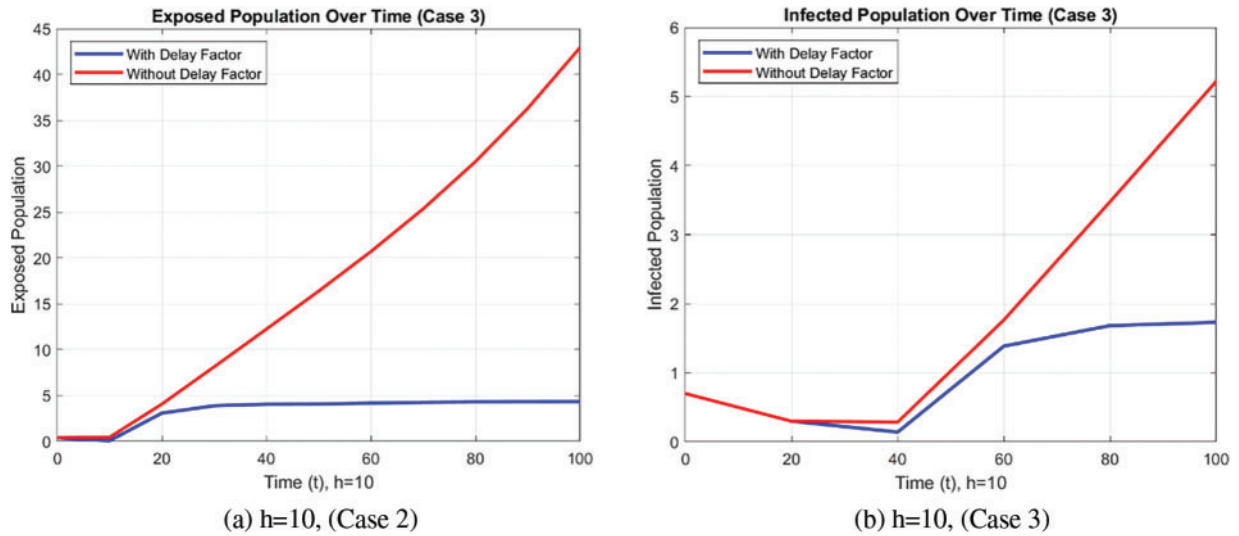 Exposed Population Over Time (Case 3)
45
40
35
30
25
20
15
10
5
0
Exposed Population
With Delay Factor
Without Delay Factor
0 20 40 60 80 100
Time (t), h=10
(a) h=10, (Case 2)
Infected Population Over Time (Case 3)
6
5
4
3
2
1
0
Infected Population
With Delay Factor
Without Delay Factor
0 20 40 60 80 100
Time (t), h=10
(b) h=10, (Case 3)